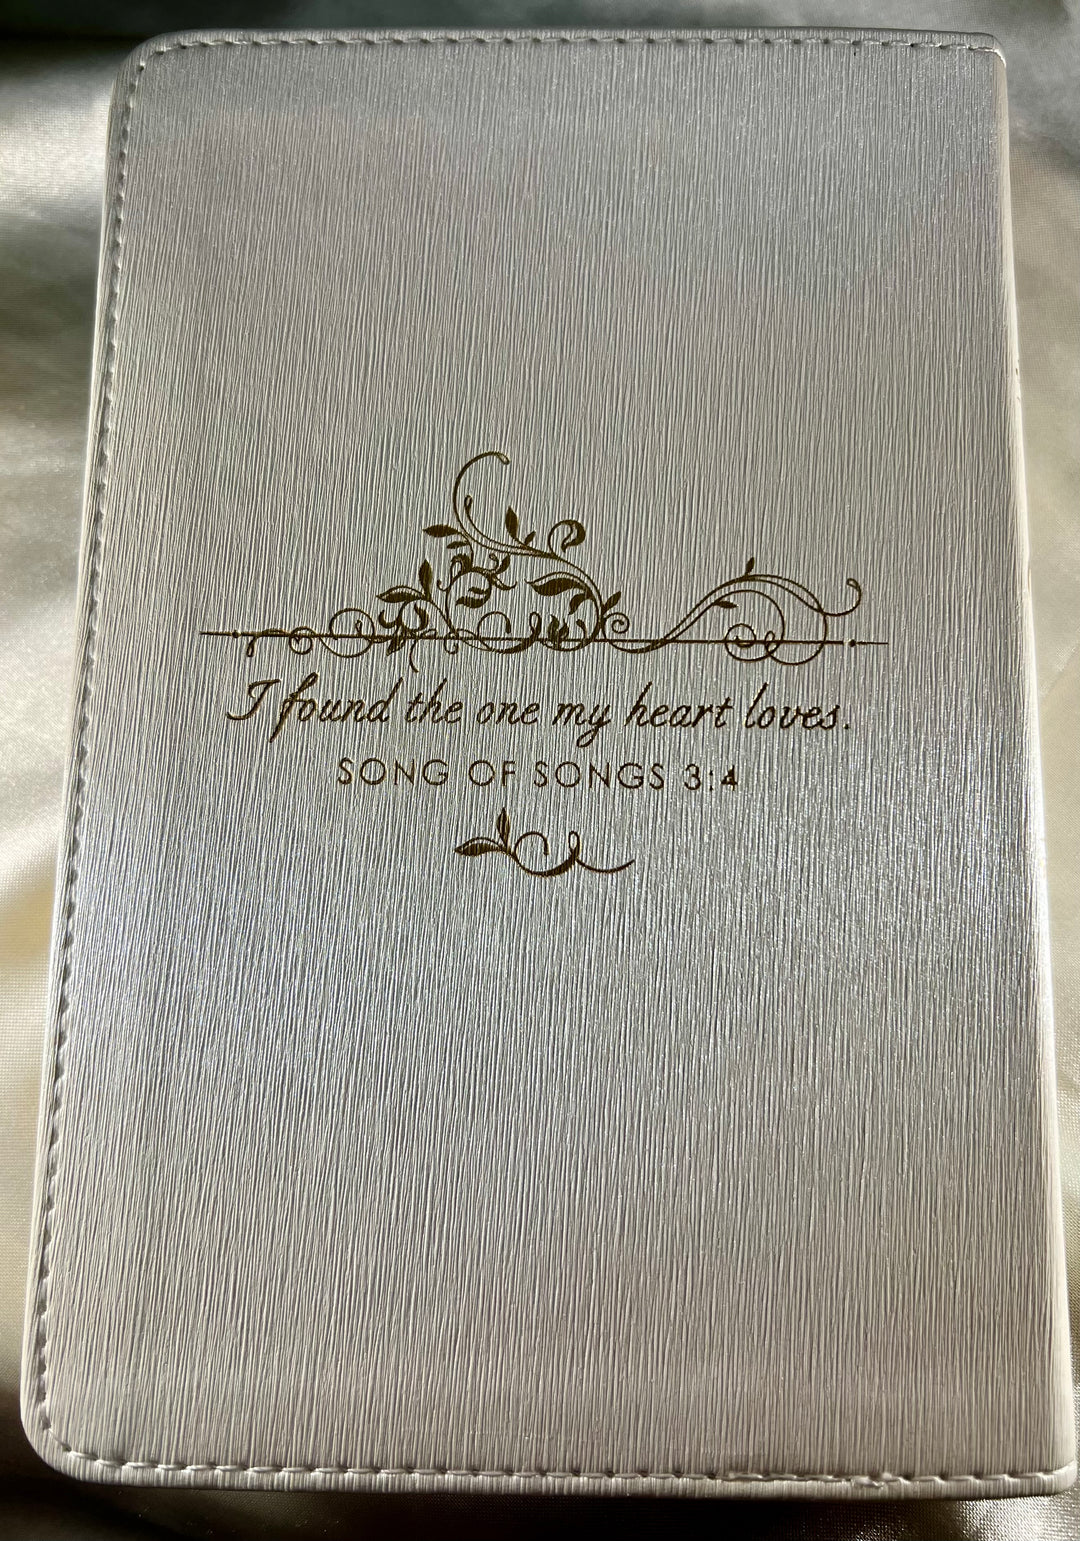 I found the one my heart loves.
SONG OF SONGS 3:4